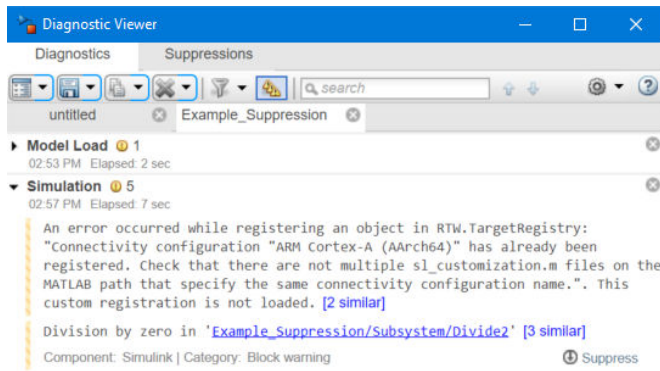 Diagnostic Viewer
Diagnostics Suppressions
search
untitled Example_Suppression
Model Load 1
02:53 PM Elapsed: 2 sec
Simulation 5
02:57 PM Elapsed: 7 sec
An error occurred while registering an object in RTW.TargetRegistry:
"Connectivity configuration "ARM Cortex-A (AArch64)" has already been
registered. Check that there are not multiple sl_customization.m files on the
MATLAB path that specify the same connectivity configuration name.". This
custom registration is not loaded. [2 similar]
Division by zero in 'Example_Suppression/Subsystem/Divide2' [3 similar]
Component: Simulink | Category: Block warning Suppress